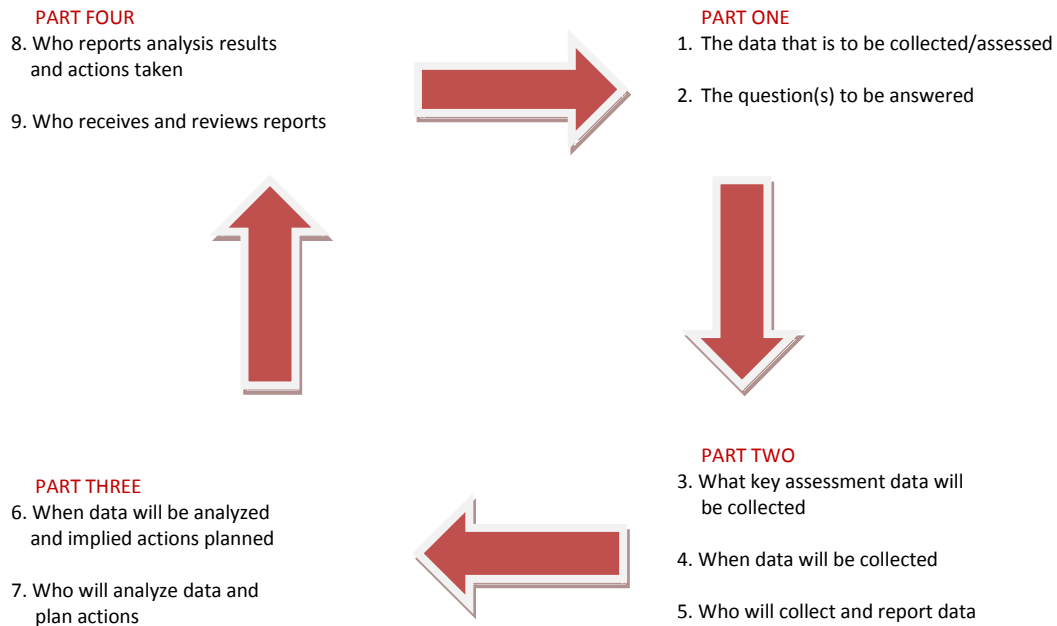 PART FOUR
8. Who reports analysis results
and actions taken
9. Who receives and reviews reports
PART ONE
1. The data that is to be collected/assessed
2. The question(s) to be answered
PART TWO
3. What key assessment data will
be collected
4. When data will be collected
5. Who will collect and report data
PART THREE
6. When data will be analyzed
and implied actions planned
7. Who will analyze data and
plan actions